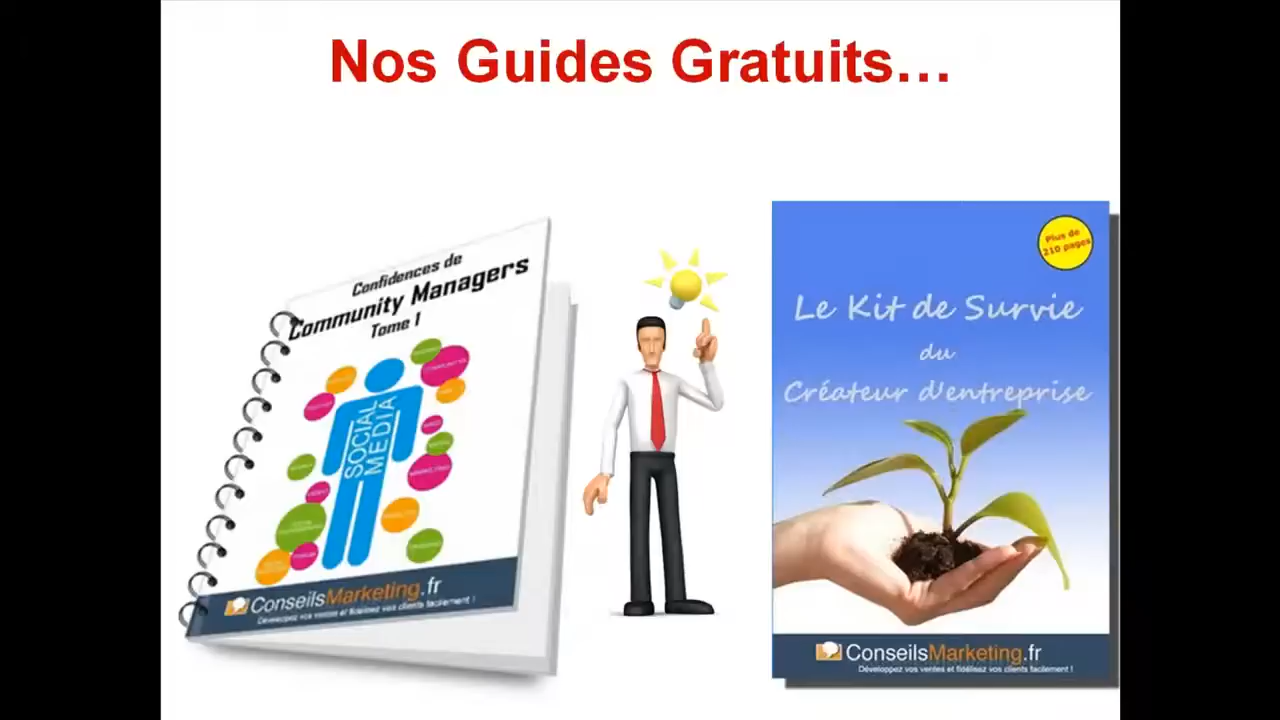 Nos Guides Gratuits…
Confidences de
Community Managers
Tome 1
SOCIAL
MEDIA
ConseilsMarketing.fr
Développez vos ventes et fidélisez vos clients facilement !
Plus de
210 pages
Le Kit de Survie
du
Créateur d'entreprise
ConseilsMarketing.fr
Développez vos ventes et fidélisez vos clients facilement !